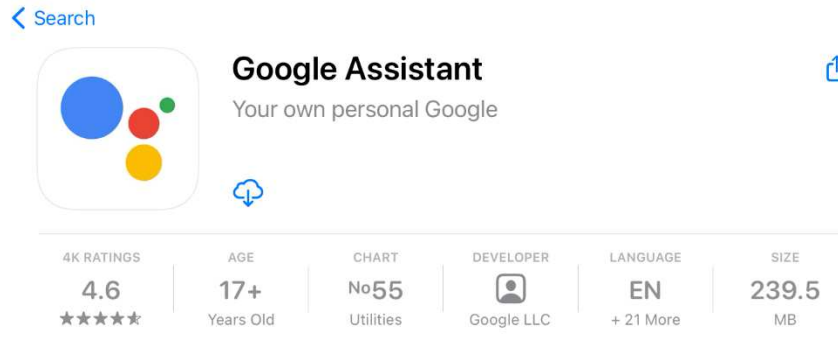 Search
Google Assistant
Your own personal Google
4K RATINGS
4.6
AGE
17+
Years Old
CHART
No55
Utilities
DEVELOPER
Google LLC
LANGUAGE
EN
+ 21 More
SIZE
239.5
MB